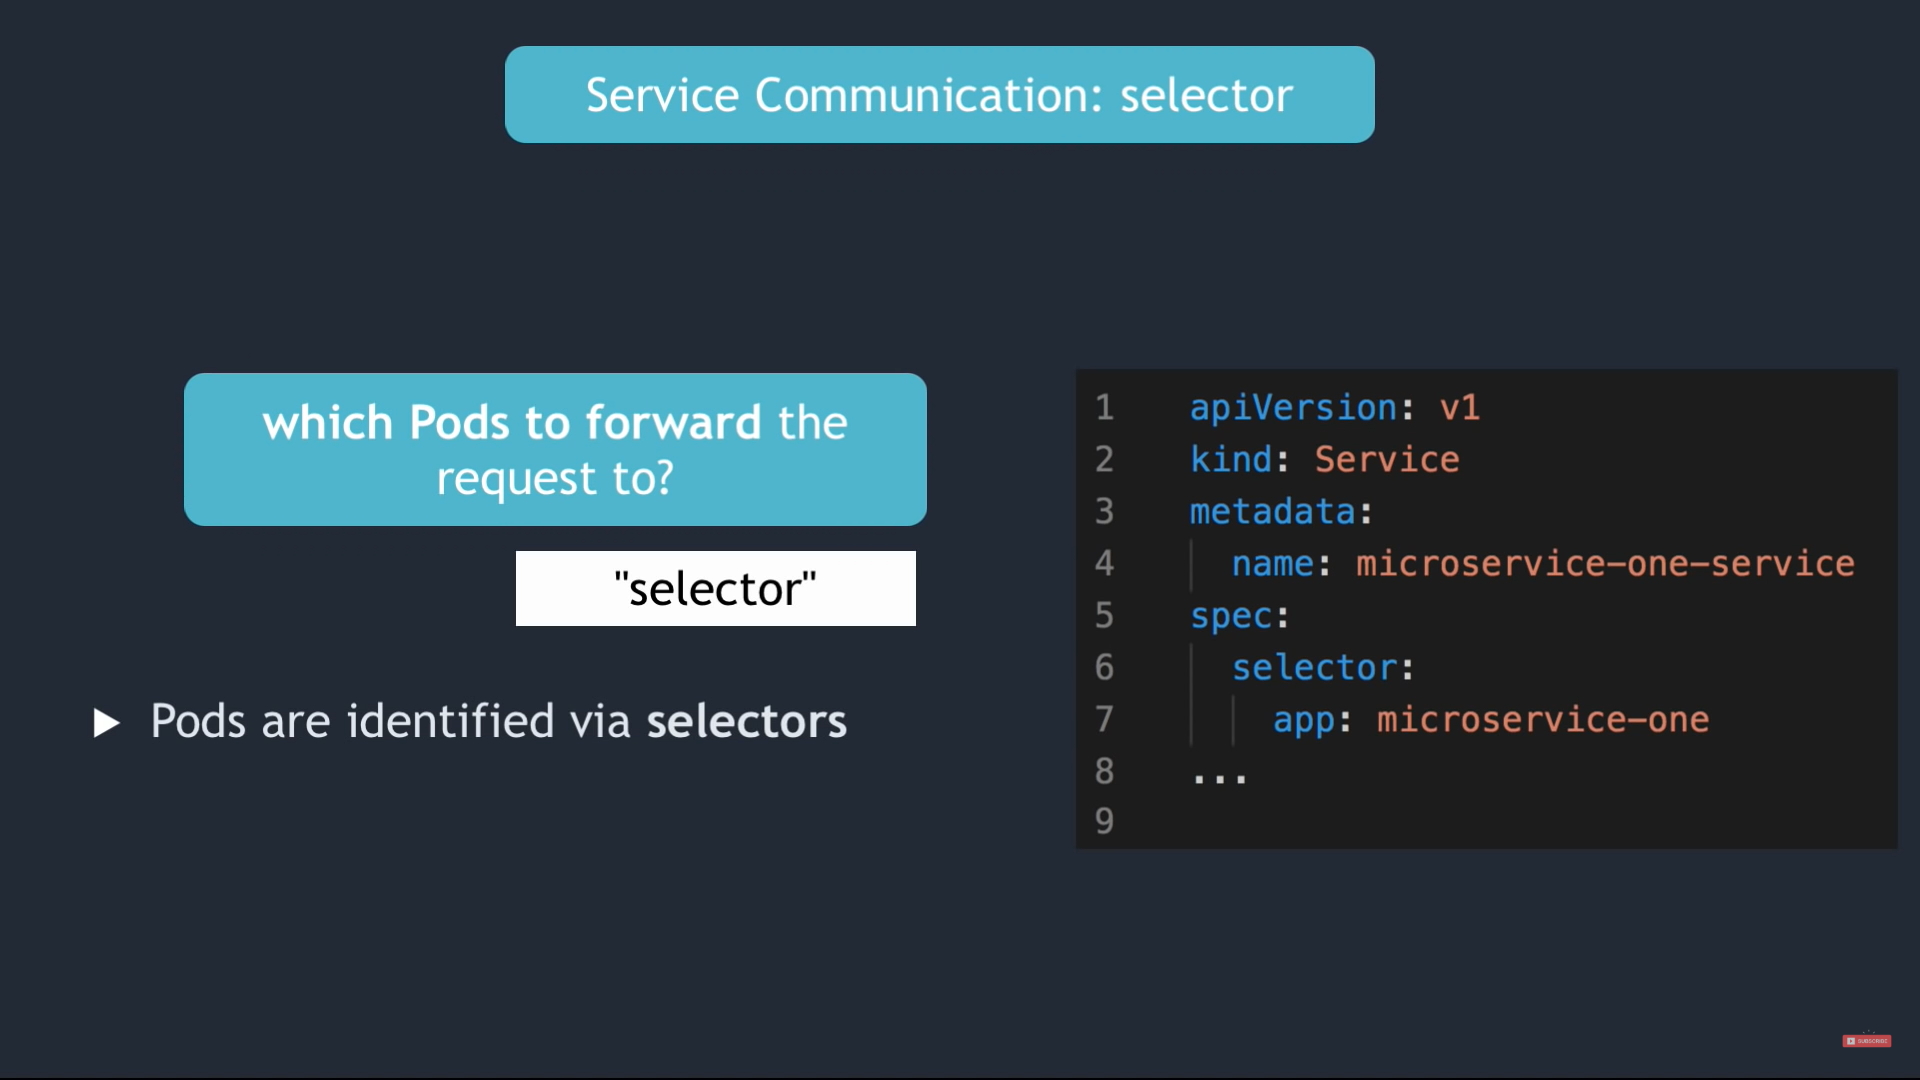 Service Communication: selector
which Pods to forward the
request to?
"selector"
▶ Pods are identified via selectors
1 apiVersion: v1
2 kind: Service
3 metadata:
4 name: microservice-one-service
5 spec:
6 selector:
7 app: microservice-one
8 ...
9
SUBSCRIBE